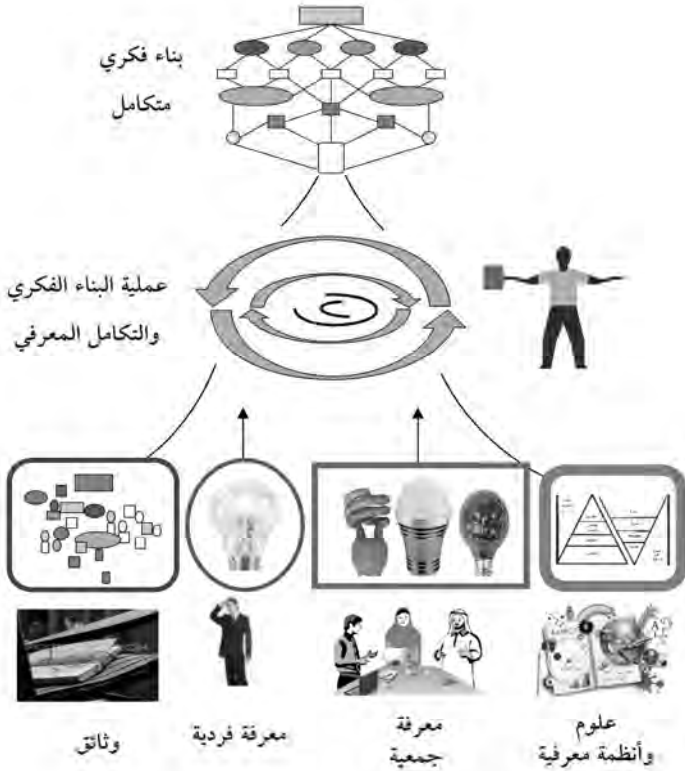 بناء فكري
متكامل
عملية البناء الفكري
والتكامل المعرفي
علوم
وأنظمة معرفية
معرفة
جمعية
معرفة فردية
وثائق